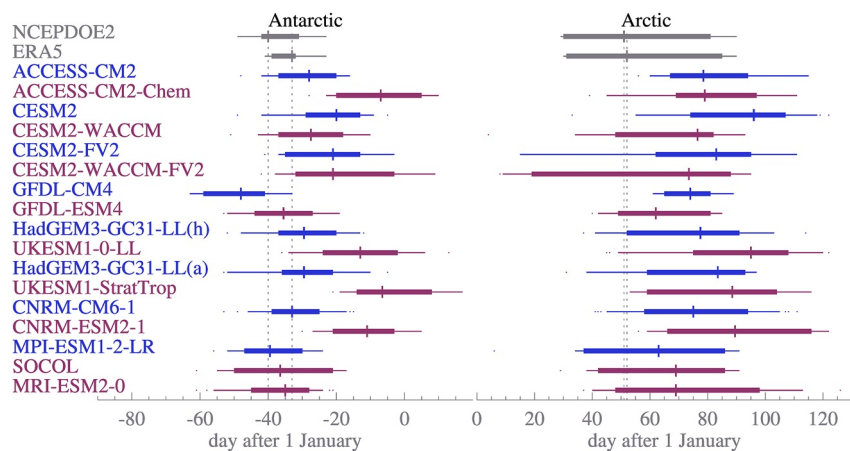 Antarctic Arctic
NCEPDOE2
ERA5
ACCESS-CM2
ACCESS-CM2-Chem
CESM2
CESM2-WACCM
CESM2-FV2
CESM2-WACCM-FV2
GFDL-CM4
GFDL-ESM4
HadGEM3-GC31-LL(h)
UKESM1-0-LL
HadGEM3-GC31-LL(a)
UKESM1-StratTrop
CNRM-CM6-1
CNRM-ESM2-1
MPI-ESM1-2-LR
SOCOL
MRI-ESM2-0
-80 -60 -40 -20 0 0 20 40 60 80 100 120
day after 1 January day after 1 January